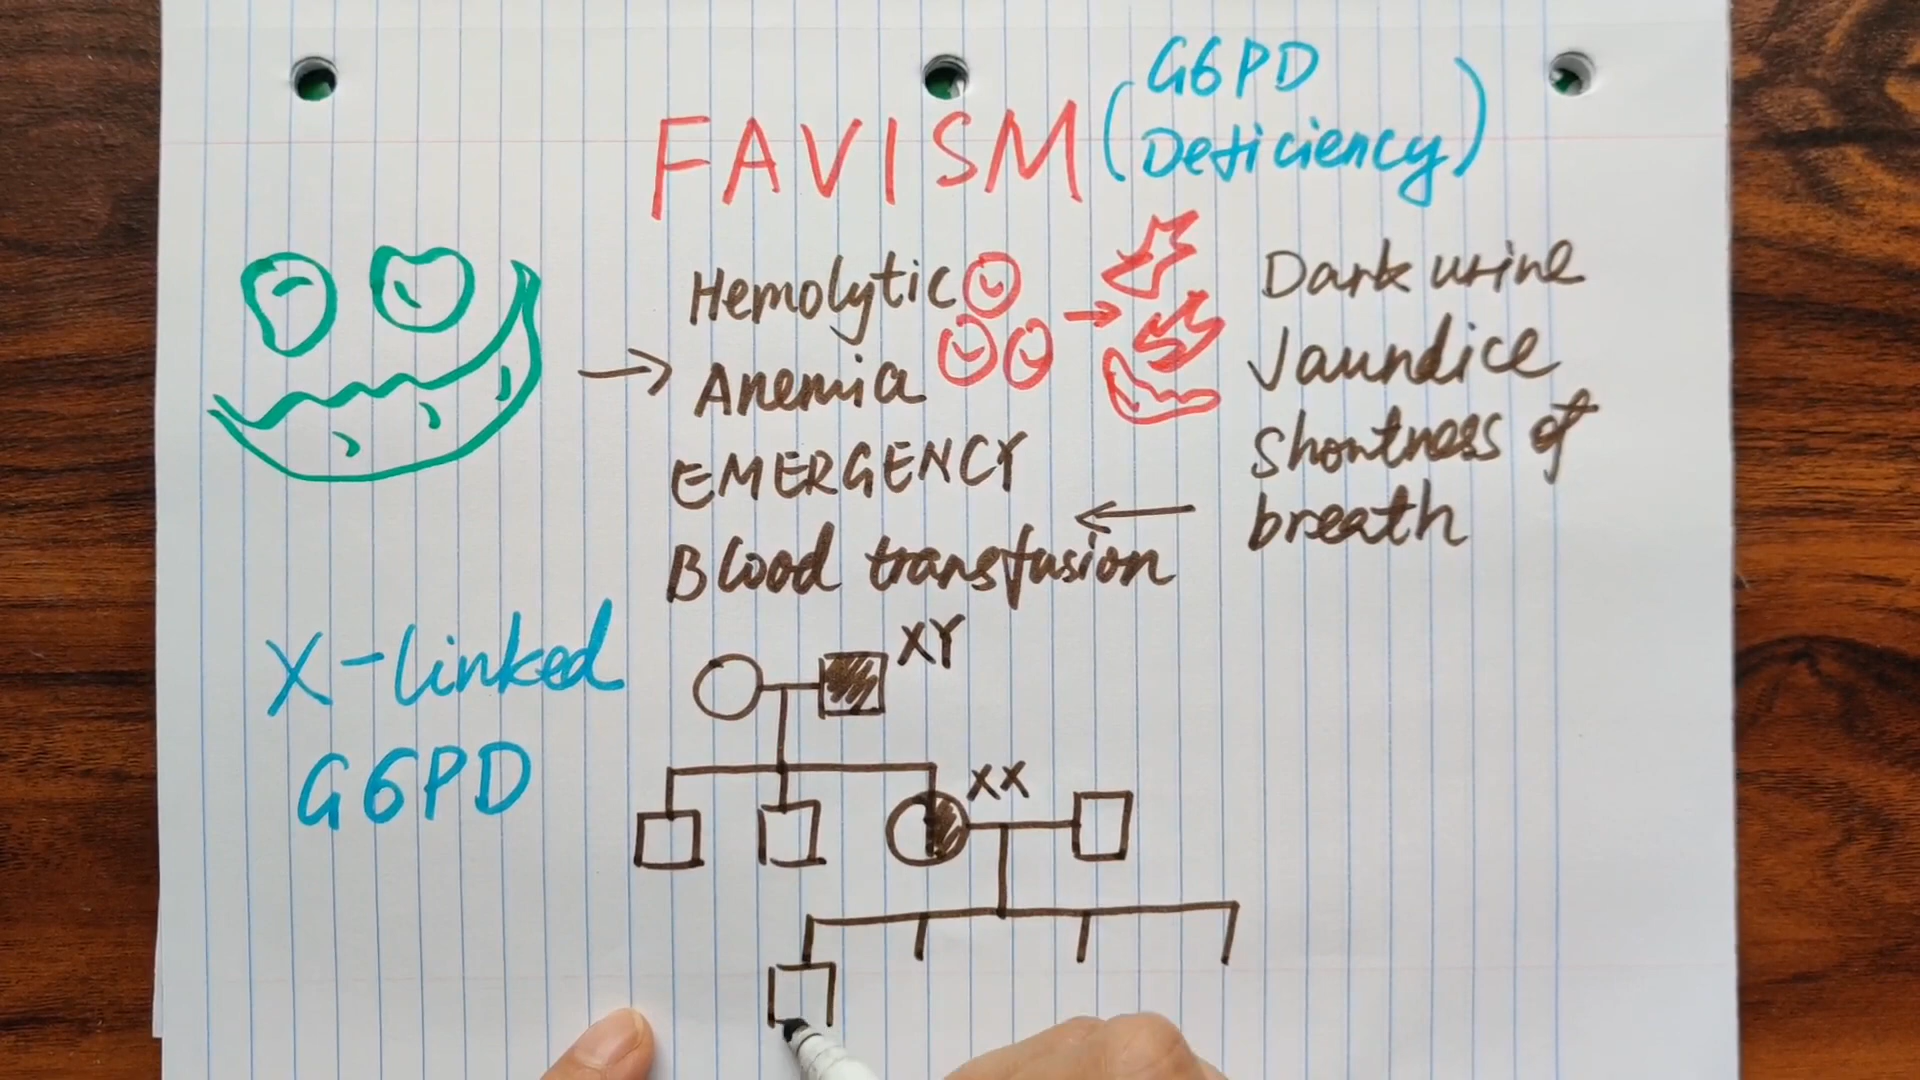 FAVISM (G6PD
Deficiency)
Hemolytic
Anemia
EMERGENCY
Blood transfusion
Dark urine
Jaundice
Shortness of
breath
X-linked
G6PD
XY
XX